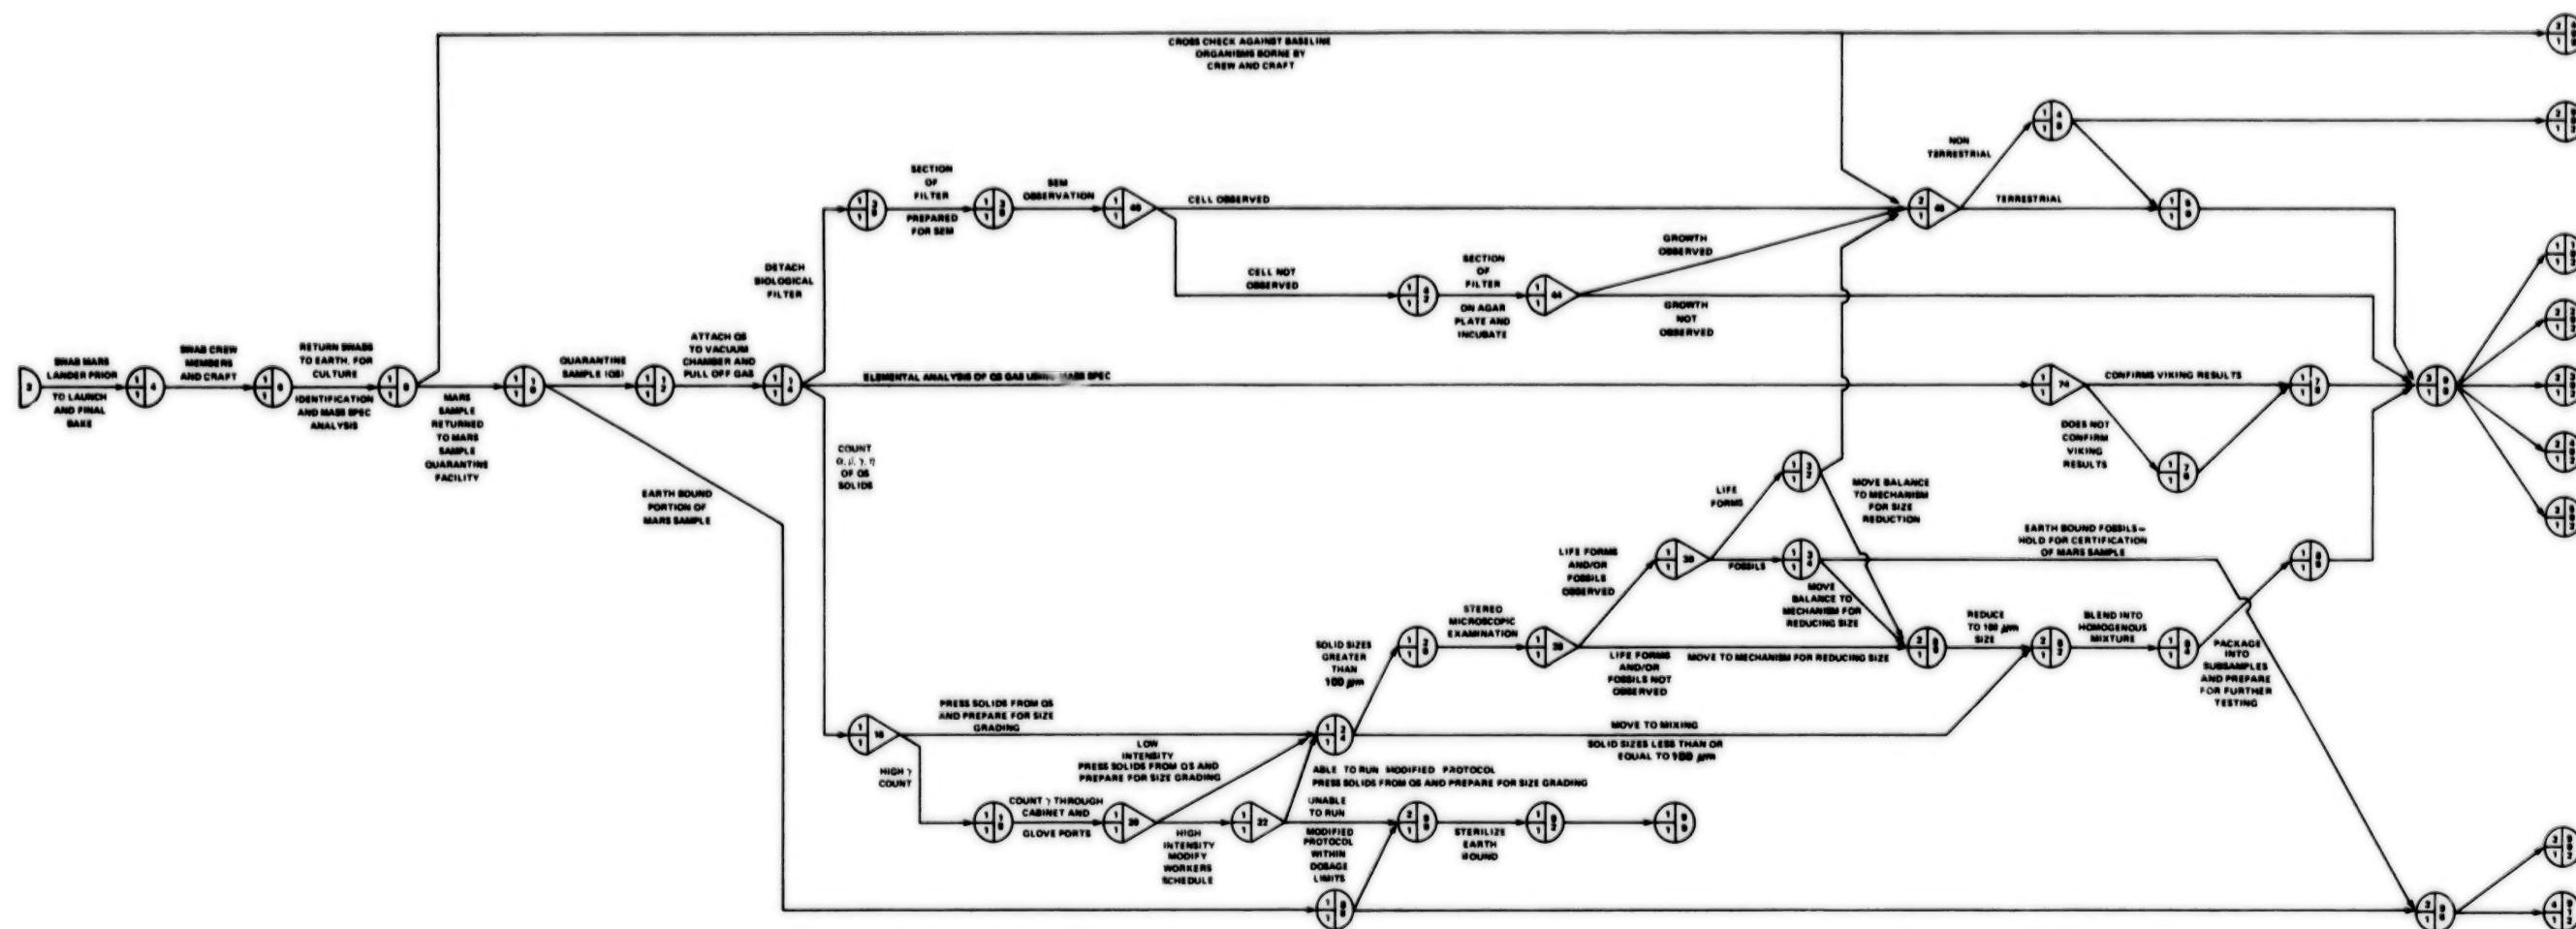 CROSS CHECK AGAINST BASELINE
ORGANISMS BORNE BY
CREW AND CRAFT
NON
TERRESTRIAL
TERRESTRIAL
SECTION
OF
FILTER
PREPARED
FOR SEM
SEM
OBSERVATION
CELL OBSERVED
DETACH
BIOLOGICAL
FILTER
CELL NOT
OBSERVED
SECTION
OF
FILTER
ON AGAR
PLATE AND
INCUBATE
GROWTH
OBSERVED
GROWTH
NOT
OBSERVED
SWAB MARS
LANDER PRIOR
TO LAUNCH
AND FINAL
BAKE
SWAB CREW
MEMBERS
AND CRAFT
RETURN SWABS
TO EARTH, FOR
CULTURE
IDENTIFICATION
AND MASS SPEC
ANALYSIS
MARS
SAMPLE
RETURNED
TO MARS
SAMPLE
QUARANTINE
FACILITY
QUARANTINE
SAMPLE (QS)
ATTACH QS
TO VACUUM
CHAMBER AND
PULL OFF GAS
ELEMENTAL ANALYSIS OF QS GAS USING MASS SPEC
74
CONFIRMS VIKING RESULTS
DOES NOT
CONFIRM
VIKING
RESULTS
COUNT
α, β, γ, η
OF QS
SOLIDS
EARTH BOUND
PORTION OF
MARS SAMPLE
LIFE
FORMS
MOVE BALANCE
TO MECHANISM
FOR SIZE
REDUCTION
LIFE FORMS
AND/OR
FOSSILS
OBSERVED
FOSSILS
EARTH BOUND FOSSILS –
HOLD FOR CERTIFICATION
OF MARS SAMPLE
MOVE
BALANCE TO
MECHANISM FOR
REDUCING SIZE
SOLID SIZES
GREATER
THAN
100 µm
STEREO
MICROSCOPIC
EXAMINATION
LIFE FORMS
AND/OR
FOSSILS NOT
OBSERVED
MOVE TO MECHANISM FOR REDUCING SIZE
REDUCE
TO 100 µm
SIZE
BLEND INTO
HOMOGENOUS
MIXTURE
PACKAGE
INTO
SUBSAMPLES
AND PREPARE
FOR FURTHER
TESTING
16
PRESS SOLIDS FROM QS
AND PREPARE FOR SIZE
GRADING
LOW
INTENSITY
PRESS SOLIDS FROM QS AND
PREPARE FOR SIZE GRADING
MOVE TO MIXING
SOLID SIZES LESS THAN OR
EQUAL TO 100 µm
HIGH γ
COUNT
COUNT γ THROUGH
CABINET AND
GLOVE PORTS
20
HIGH
INTENSITY
MODIFY
WORKERS
SCHEDULE
22
ABLE TO RUN MODIFIED PROTOCOL
PRESS SOLIDS FROM QS AND PREPARE FOR SIZE GRADING
UNABLE
TO RUN
MODIFIED
PROTOCOL
WITHIN
DOSAGE
LIMITS
STERILIZE
EARTH
BOUND